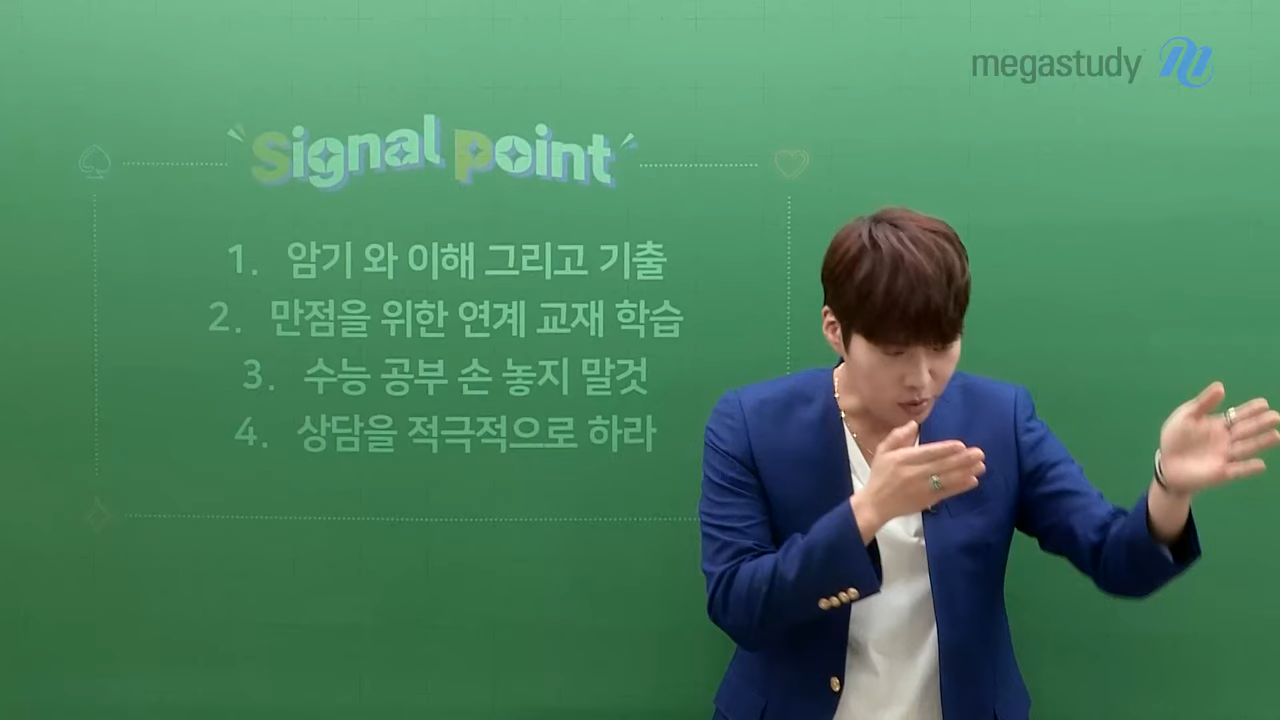 megastudy
Signal Point
1. 암기 와 이해 그리고 기출
2. 만점을 위한 연계 교재 학습
3. 수능 공부 손 놓지 말것
4. 상담을 적극적으로 하라